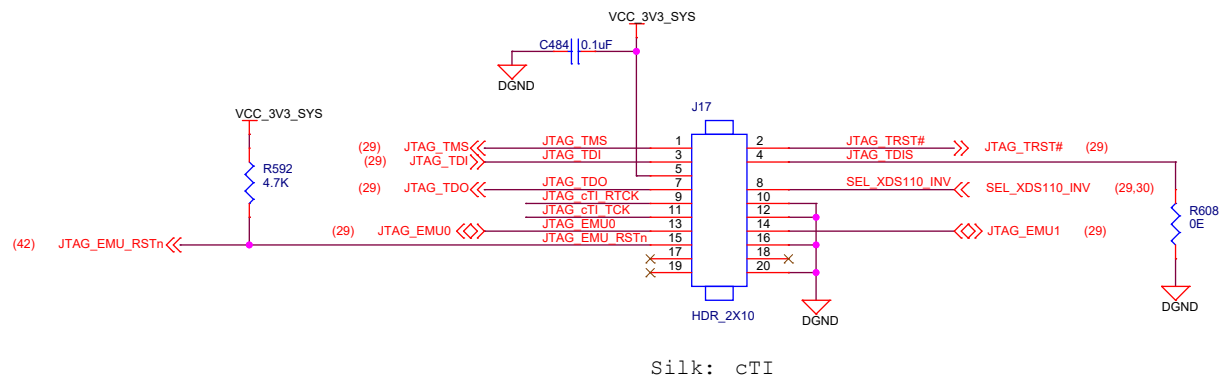 VCC_3V3_SYS
C484 0.1uF
DGND
J17
VCC_3V3_SYS
R592
4.7K
(29) JTAG_TMS JTAG_TMS 1 2 JTAG_TRST# JTAG_TRST# (29)
(29) JTAG_TDI JTAG_TDI 3 4 JTAG_TDIS
5
(29) JTAG_TDO JTAG_TDO 7 8 SEL_XDS110_INV SEL_XDS110_INV (29,30)
JTAG_cTI_RTCK 9 10
JTAG_cTI_TCK 11 12
R608
0E
(29) JTAG_EMU0 JTAG_EMU0 13 14 JTAG_EMU1 (29)
(42) JTAG_EMU_RSTn JTAG_EMU_RSTn 15 16
17 18
19 20
DGND
DGND
HDR_2X10
Silk: cTI